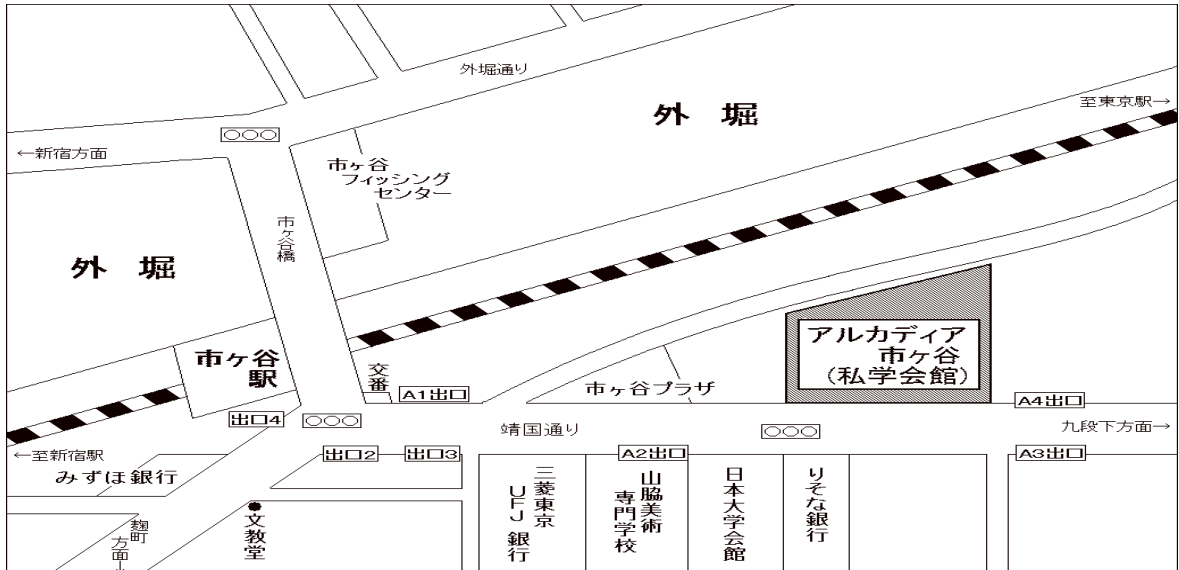 外堀通り
外 堀
至東京駅→
○○○
←新宿方面
市ヶ谷
フィッシング
センター
市ヶ谷橋
外 堀
アルカディア
市ヶ谷
(私学会館)
市ヶ谷
駅
交番
市ヶ谷プラザ
A1出口
A4出口
出口4
○○○
靖国通り
○○○
九段下方面→
←至新宿駅
出口2
出口3
A2出口
A3出口
みずほ銀行
三菱東京
UFJ銀行
山脇美術
専門学校
日本大学会館
りそな銀行
文教堂
麹町
方面→